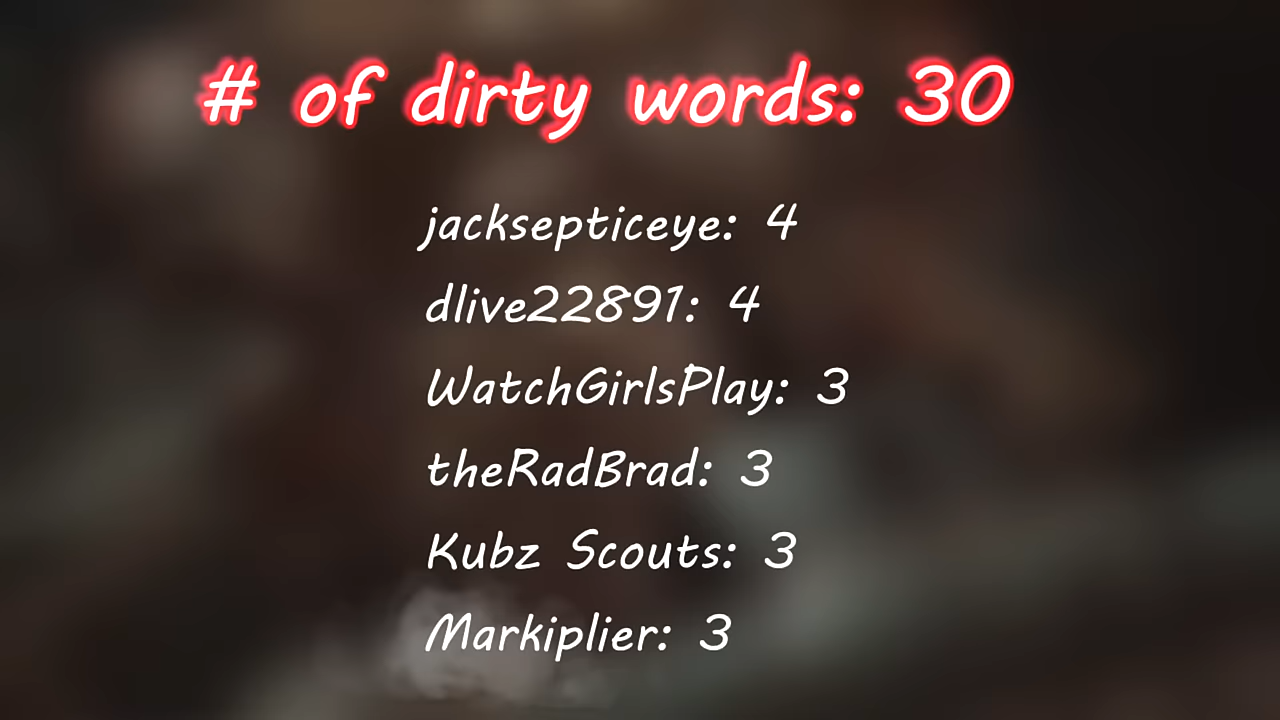 # of dirty words: 30
jacksepticeye: 4
dlive22891: 4
WatchGirlsPlay: 3
theRadBrad: 3
Kubz Scouts: 3
Markiplier: 3